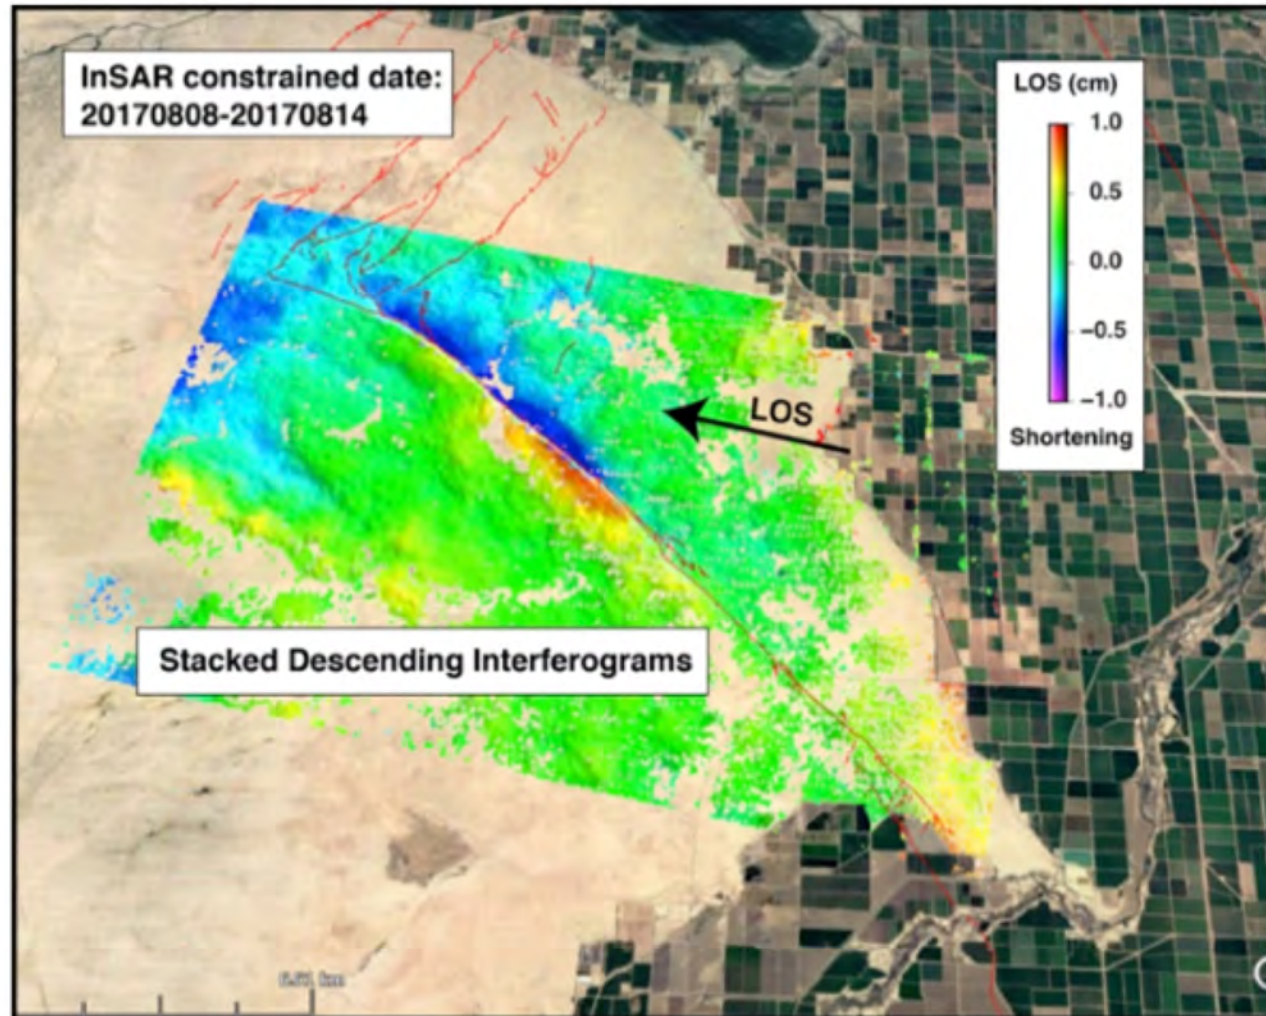 InSAR constrained date:
20170808-20170814
LOS (cm)
1.0
0.5
0.0
−0.5
−1.0
Shortening
LOS
Stacked Descending Interferograms
km